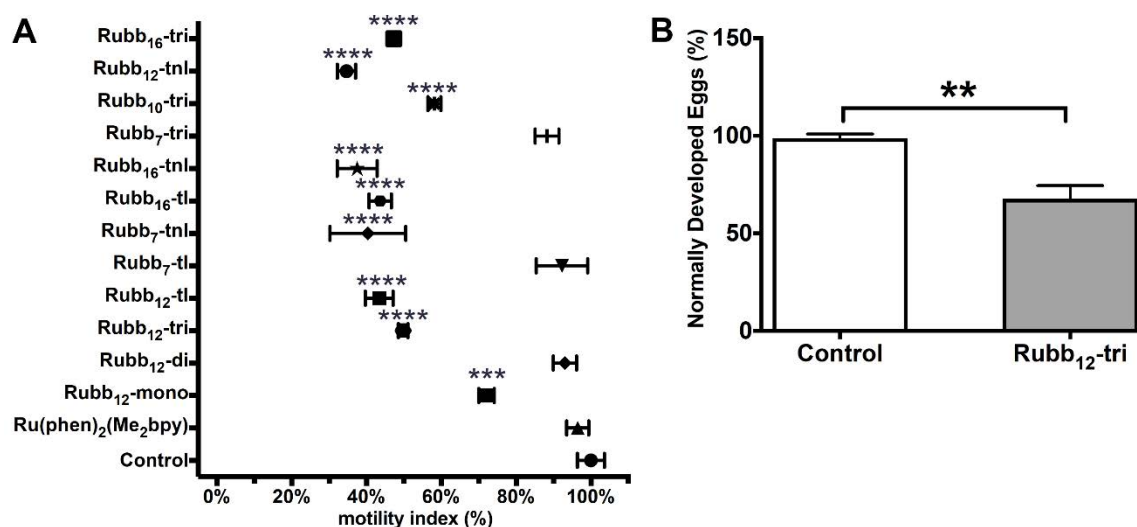 A
Rubb₁₆-tri
****
Rubb₁₂-tnl
****
Rubb₁₀-tri
****
Rubb₇-tri
Rubb₁₆-tnl
****
Rubb₁₆-tl
****
Rubb₇-tnl
****
Rubb₇-tl
Rubb₁₂-tl
****
Rubb₁₂-tri
****
Rubb₁₂-di
Rubb₁₂-mono
***
Ru(phen)₂(Me₂bpy)
Control
0% 20% 40% 60% 80% 100%
motility index (%)
B
Normally Developed Eggs (%)
150
100
50
0
**
Control Rubb₁₂-tri